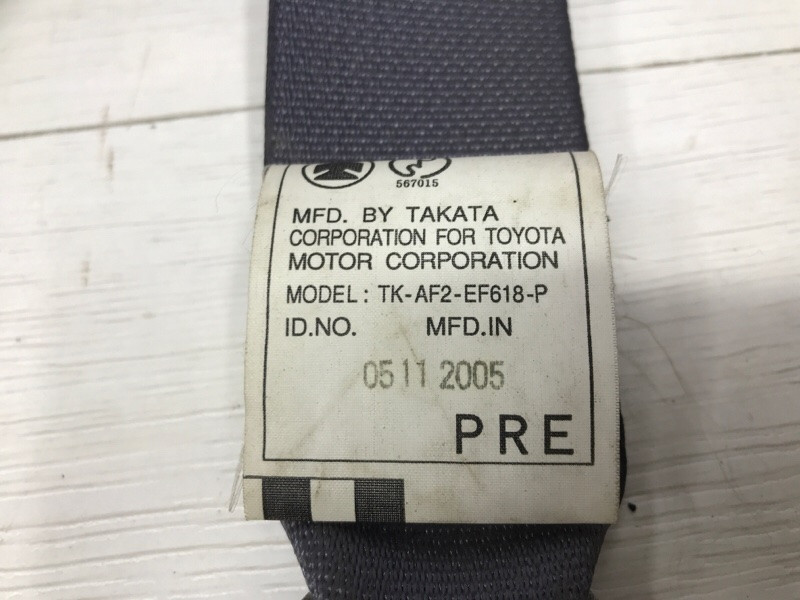 567015
MFD. BY TAKATA
CORPORATION FOR TOYOTA
MOTOR CORPORATION
MODEL: TK-AF2-EF618-P
ID.NO. MFD.IN
05 11 2005
PRE